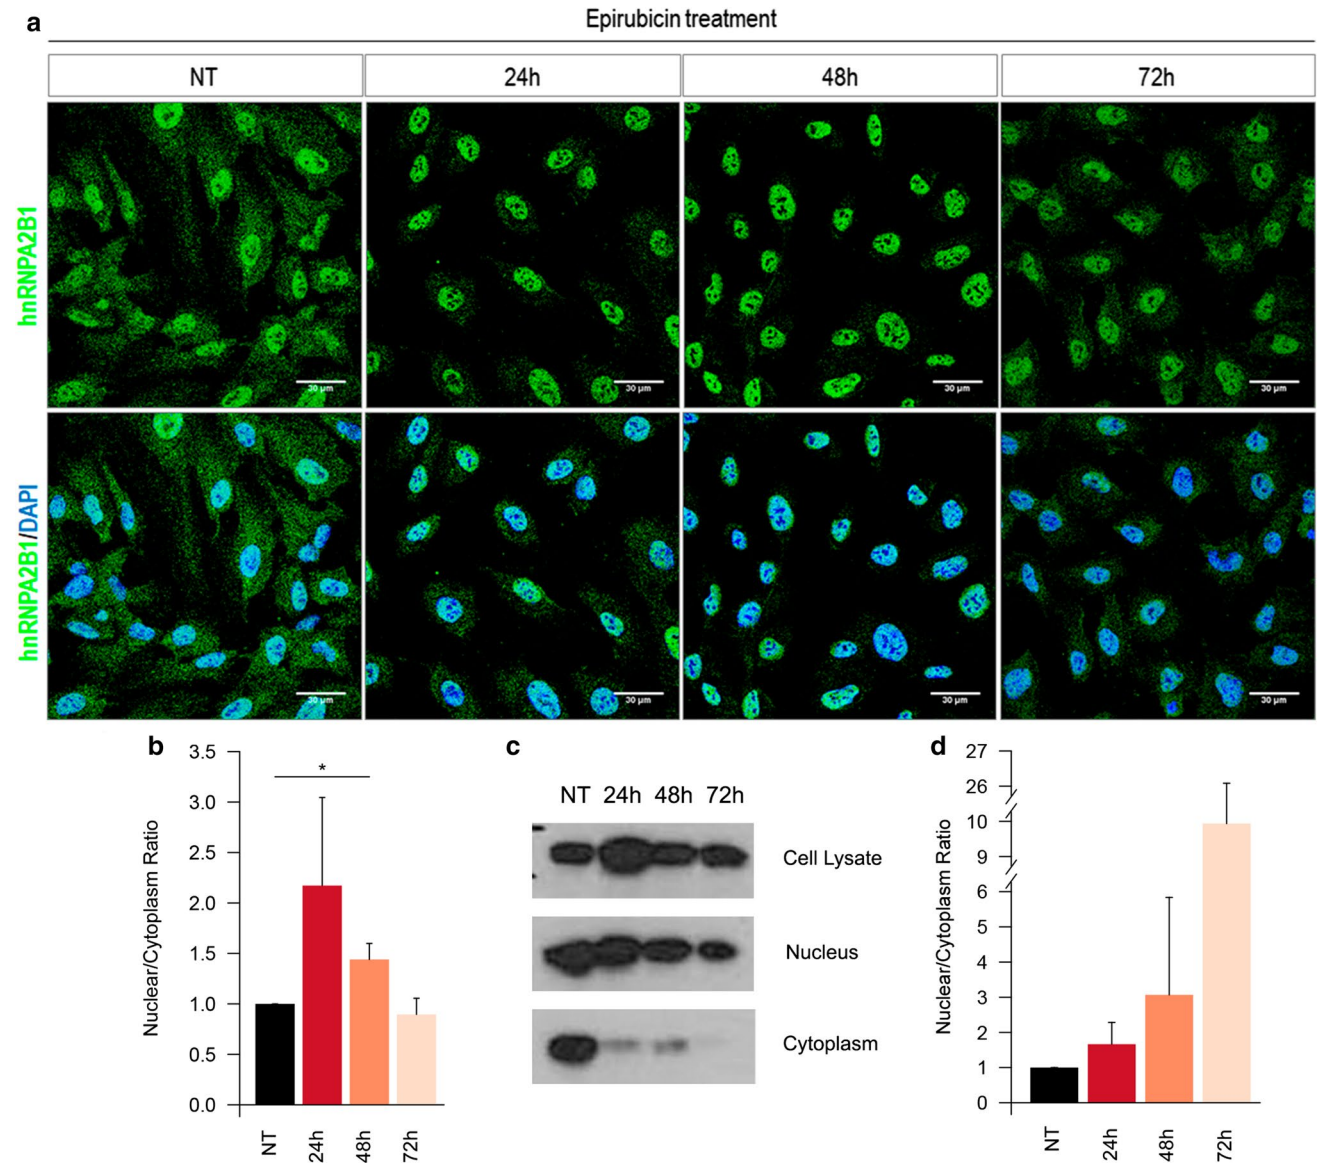 a
Epirubicin treatment
NT 24h 48h 72h
hnRNPA2B1
30 µm 30 µm 30 µm 30 µm
hnRNPA2B1/DAPI
30 µm 30 µm 30 µm 30 µm
b
Nuclear/Cytoplasm Ratio
3.5
3.0
2.5
2.0
1.5
1.0
0.5
0.0
*
NT 24h 48h 72h
c
NT 24h 48h 72h
Cell Lysate
Nucleus
Cytoplasm
d
Nuclear/Cytoplasm Ratio
27
26
10
9
6
5
4
3
2
1
0
NT 24h 48h 72h